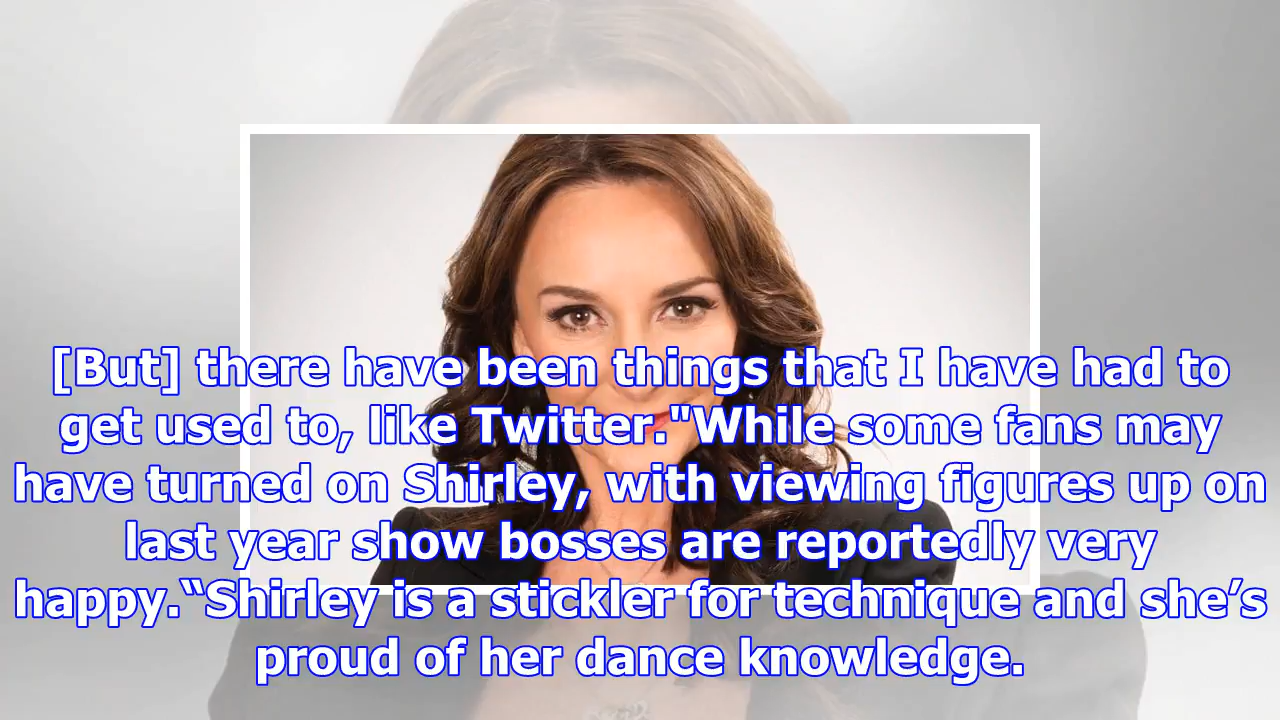 [But] there have been things that I have had to
get used to, like Twitter."While some fans may
have turned on Shirley, with viewing figures up on
last year show bosses are reportedly very
happy.“Shirley is a stickler for technique and she’s
proud of her dance knowledge.